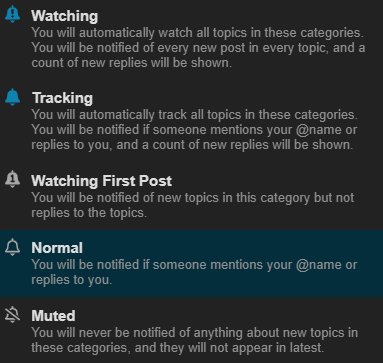 Watching
You will automatically watch all topics in these categories.
You will be notified of every new post in every topic, and a
count of new replies will be shown.
Tracking
You will automatically track all topics in these categories.
You will be notified if someone mentions your @name or
replies to you, and a count of new replies will be shown.
Watching First Post
You will be notified of new topics in this category but not
replies to the topics.
Normal
You will be notified if someone mentions your @name or
replies to you.
Muted
You will never be notified of anything about new topics in
these categories, and they will not appear in latest.